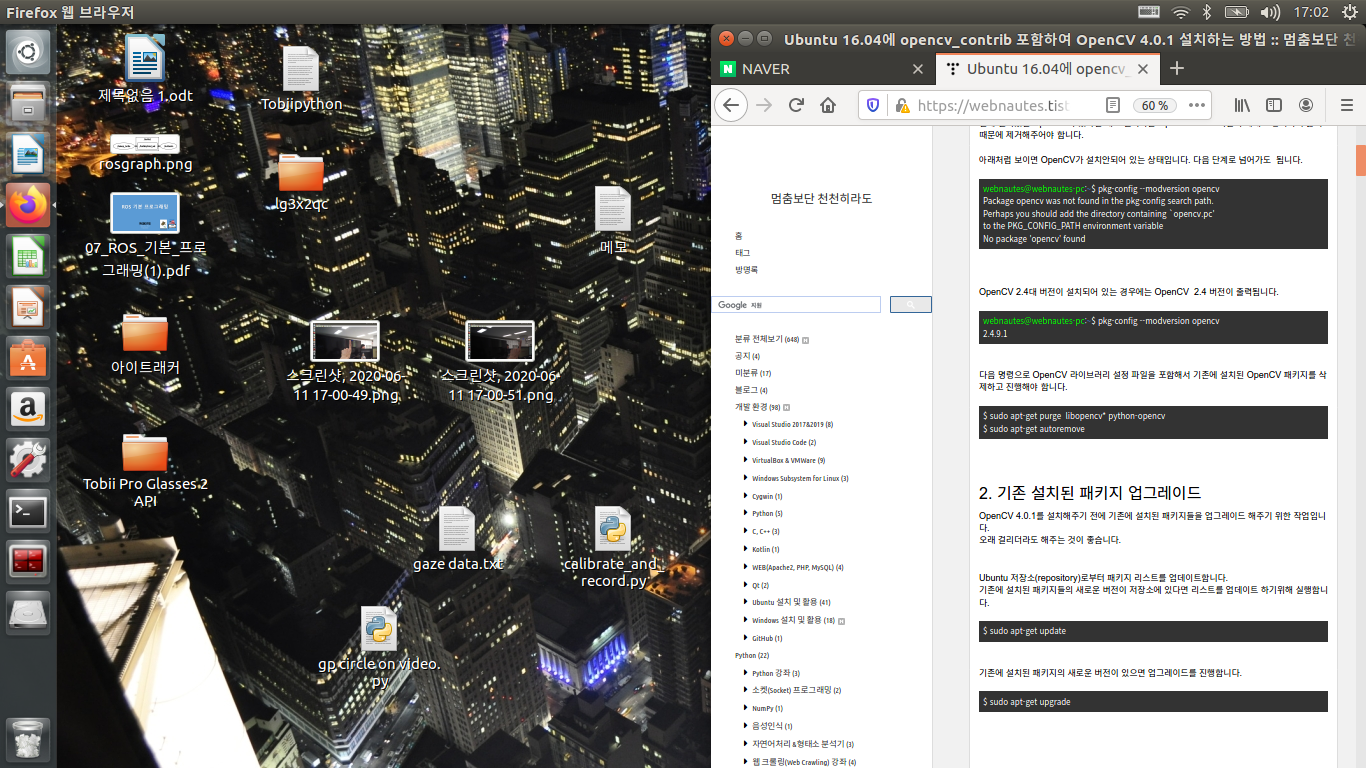 Firefox 웹 브라우저
17:02
제목없음 1.odt
Tobiipython
rosgraph.png
lg3x2qc
ROS 기본 프로그래밍
07_ROS_기본_프로
그래밍(1).pdf
메모
아이트래커
스크린샷, 2020-06-
11 17-00-49.png
스크린샷, 2020-06-
11 17-00-51.png
Tobii Pro Glasses 2
API
gaze data.txt
calibrate_and_
record.py
gp circle on video.
py
Ubuntu 16.04에 opencv_contrib 포함하여 OpenCV 4.0.1 설치하는 방법 :: 멈춤보단 천
NAVER
Ubuntu 16.04에 opencv_
https://webnautes.tist
60 %
멈춤보단 천천히라도
홈
태그
방명록
Google 지원
분류 전체보기 (648) N
공지 (4)
미분류 (17)
블로그 (4)
개발 환경 (98) N
Visual Studio 2017&2019 (8)
Visual Studio Code (2)
VirtualBox & VMWare (9)
Windows Subsystem for Linux (3)
Cygwin (1)
Python (5)
C, C++ (3)
Kotlin (1)
WEB(Apache2, PHP, MySQL) (4)
Qt (2)
Ubuntu 설치 및 활용 (41)
Windows 설치 및 활용 (18) N
GitHub (1)
Python (22)
Python 강좌 (3)
소켓(Socket) 프로그래밍 (2)
NumPy (1)
음성인식 (1)
자연어처리 &형태소 분석기 (3)
웹 크롤링(Web Crawling) 강좌 (4)
때문에 제거해주어야 합니다.
아래처럼 보이면 OpenCV가 설치안되어 있는 상태입니다. 다음 단계로 넘어가도  됩니다.
webnautes@webnautes-pc:~$ pkg-config --modversion opencv
Package opencv was not found in the pkg-config search path.
Perhaps you should add the directory containing `opencv.pc'
to the PKG_CONFIG_PATH environment variable
No package 'opencv' found
OpenCV 2.4대 버전이 설치되어 있는 경우에는 OpenCV  2.4 버전이 출력됩니다.
webnautes@webnautes-pc:~$ pkg-config --modversion opencv
2.4.9.1
다음 명령으로 OpenCV 라이브러리 설정 파일을 포함해서 기존에 설치된 OpenCV 패키지를 삭
제하고 진행해야 합니다.
$ sudo apt-get purge  libopencv* python-opencv
$ sudo apt-get autoremove
2. 기존 설치된 패키지 업그레이드
OpenCV 4.0.1를 설치해주기 전에 기존에 설치된 패키지들을 업그레이드 해주기 위한 작업입니
다.
오래 걸리더라도 해주는 것이 좋습니다.
Ubuntu 저장소(repository)로부터 패키지 리스트를 업데이트합니다.
기존에 설치된 패키지들의 새로운 버전이 저장소에 있다면 리스트를 업데이트 하기위해 실행합니
다.
$ sudo apt-get update
기존에 설치된 패키지의 새로운 버전이 있으면 업그레이드를 진행합니다.
$ sudo apt-get upgrade